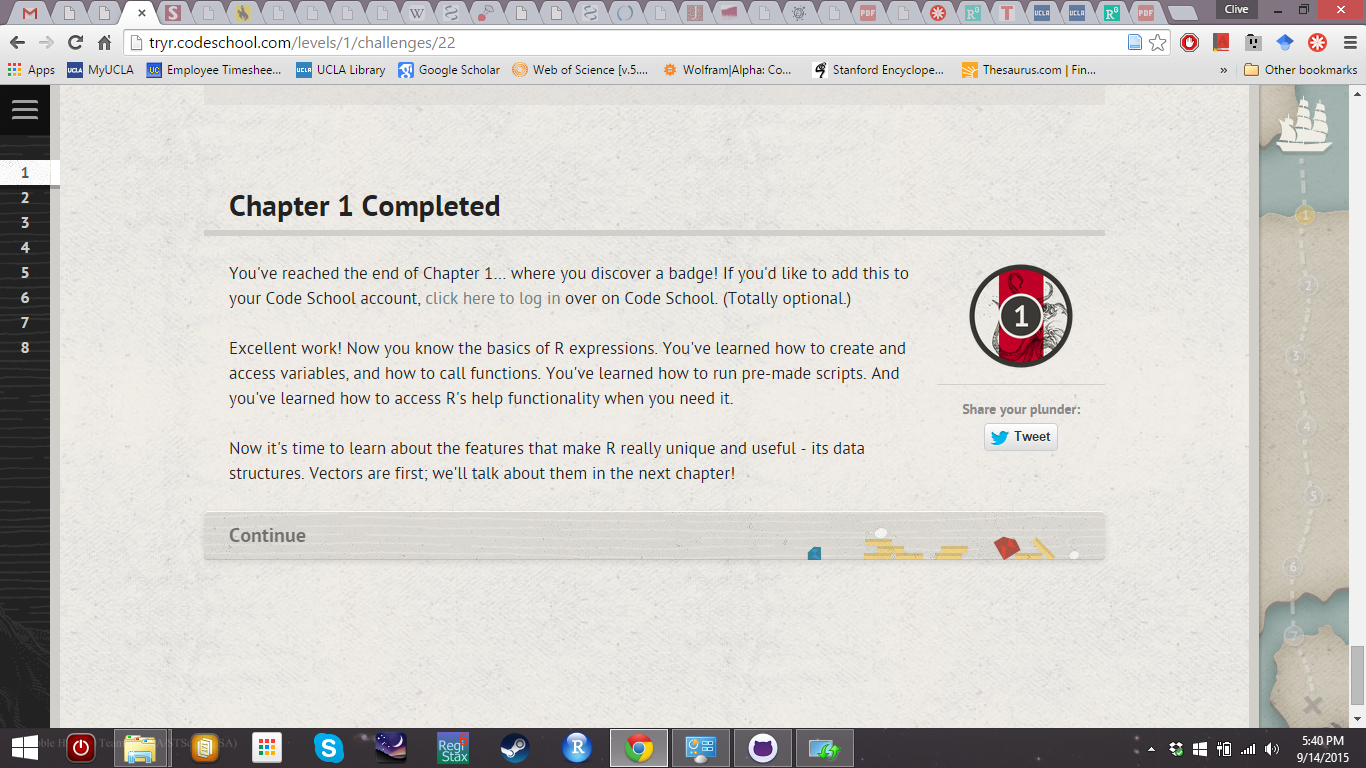 Clive
tryr.codeschool.com/levels/1/challenges/22
Apps
MyUCLA
Employee Timeshee...
UCLA Library
Google Scholar
Web of Science [v.5....
Wolfram|Alpha: Co...
Stanford Encyclope...
Thesaurus.com | Fin...
»
Other bookmarks
1
2
3
4
5
6
7
8
Chapter 1 Completed
You've reached the end of Chapter 1... where you discover a badge! If you'd like to add this to
your Code School account, click here to log in over on Code School. (Totally optional.)
Excellent work! Now you know the basics of R expressions. You've learned how to create and
access variables, and how to call functions. You've learned how to run pre-made scripts. And
you've learned how to access R's help functionality when you need it.
Now it's time to learn about the features that make R really unique and useful - its data
structures. Vectors are first; we'll talk about them in the next chapter!
1
Share your plunder:
Tweet
Continue
1
2
3
4
5
6
7
Regi
Stax
R
5:40 PM
9/14/2015